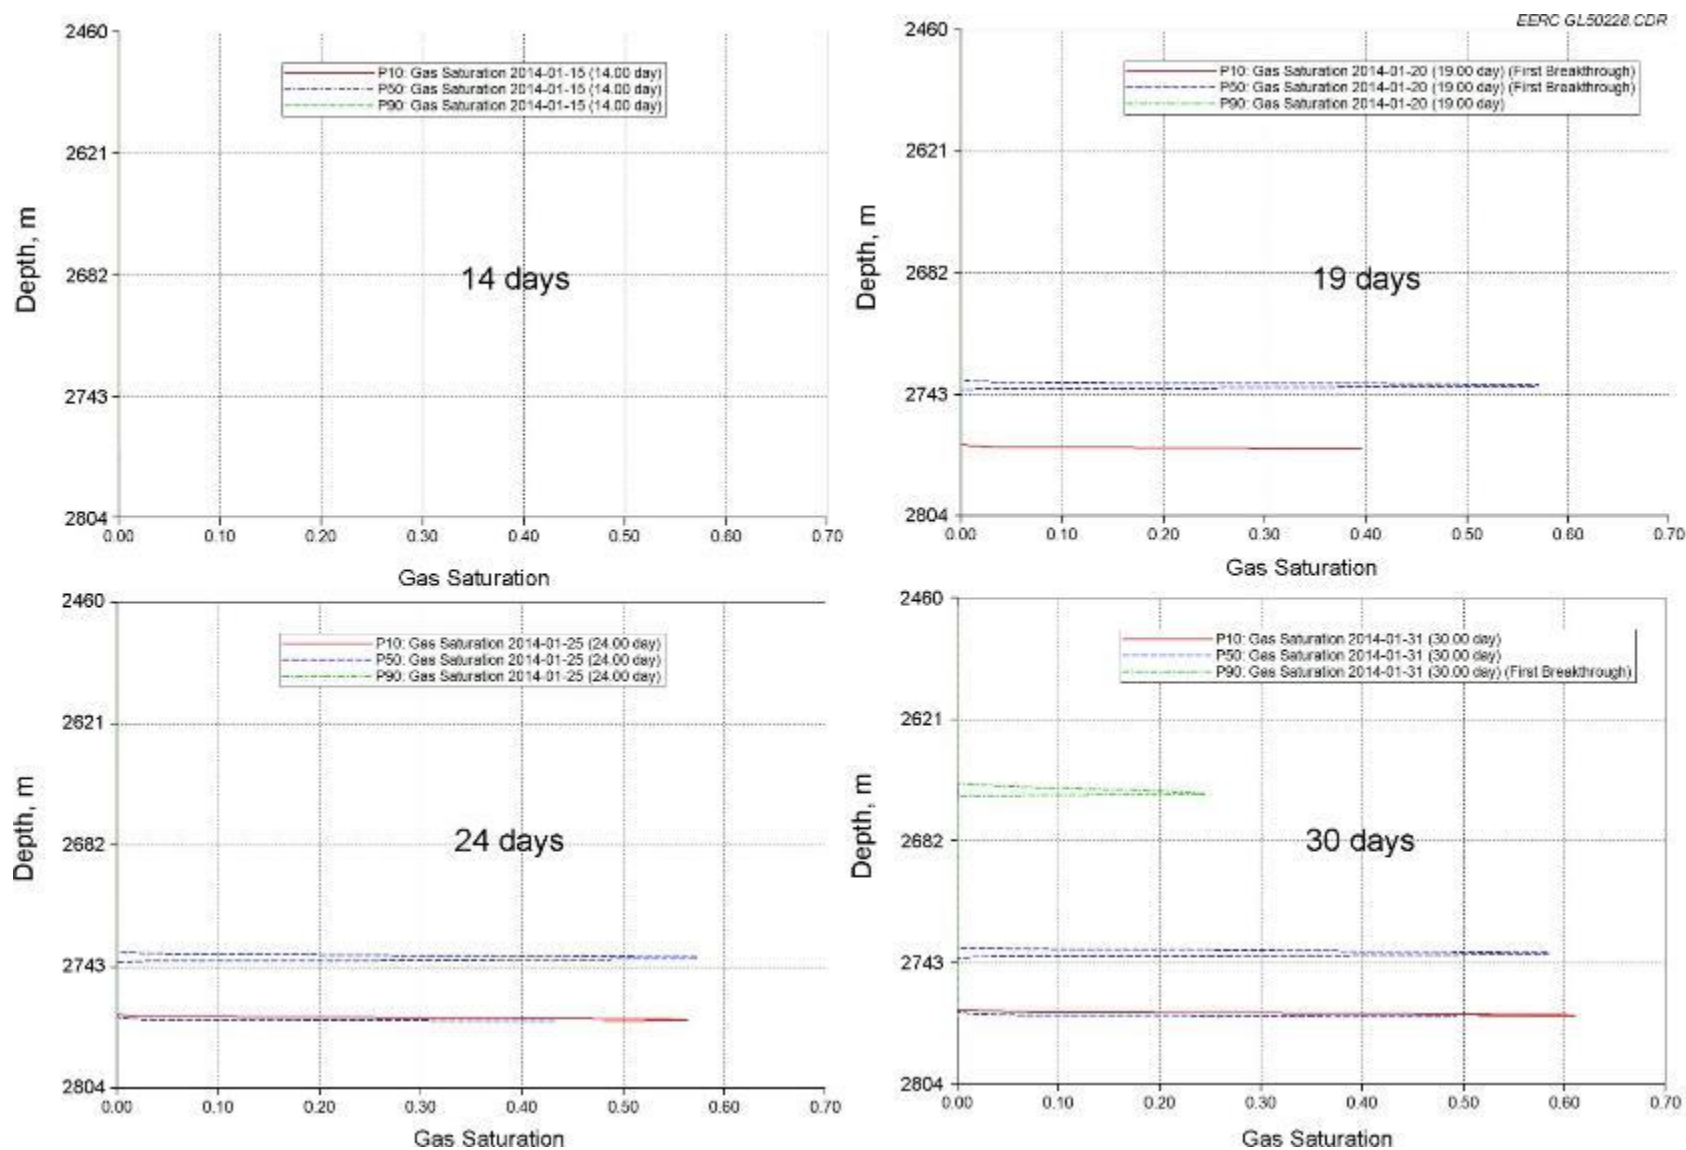 EERC GL50228.CDR
2460
P10: Gas Saturation 2014-01-15 (14.00 day)
P50: Gas Saturation 2014-01-15 (14.00 day)
P90: Gas Saturation 2014-01-15 (14.00 day)
2621
Depth, m
2682
14 days
2743
2804
0.00 0.10 0.20 0.30 0.40 0.50 0.60 0.70
Gas Saturation
2460
P10: Gas Saturation 2014-01-20 (19.00 day) (First Breakthrough)
P50: Gas Saturation 2014-01-20 (19.00 day) (First Breakthrough)
P90: Gas Saturation 2014-01-20 (19.00 day)
2621
Depth, m
2682
19 days
2743
2804
0.00 0.10 0.20 0.30 0.40 0.50 0.60 0.70
Gas Saturation
2460
P10: Gas Saturation 2014-01-25 (24.00 day)
P50: Gas Saturation 2014-01-25 (24.00 day)
P90: Gas Saturation 2014-01-25 (24.00 day)
2621
Depth, m
2682
24 days
2743
2804
0.00 0.10 0.20 0.30 0.40 0.50 0.60 0.70
Gas Saturation
2460
P10: Gas Saturation 2014-01-31 (30.00 day)
P50: Gas Saturation 2014-01-31 (30.00 day)
P90: Gas Saturation 2014-01-31 (30.00 day) (First Breakthrough)
2621
Depth, m
2682
30 days
2743
2804
0.00 0.10 0.20 0.30 0.40 0.50 0.60 0.70
Gas Saturation